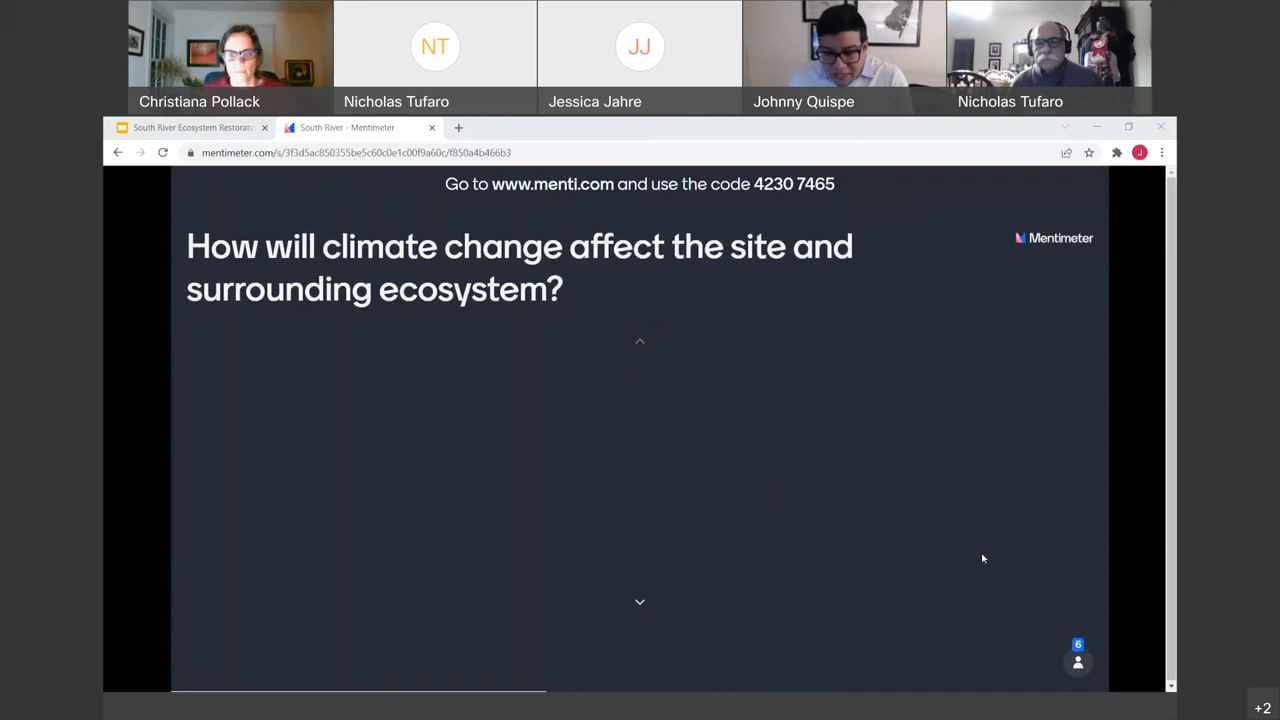 NT
JJ
Christiana Pollack
Nicholas Tufaro
Jessica Jahre
Johnny Quispe
Nicholas Tufaro
South River Ecosystem Restorati
South River - Mentimeter
J
mentimeter.com/s/3f3d5ac850355be5c60c0e1c00f9a60c/f850a4b466b3
Go to www.menti.com and use the code 4230 7465
How will climate change affect the site and
surrounding ecosystem?
Mentimeter
6
+2